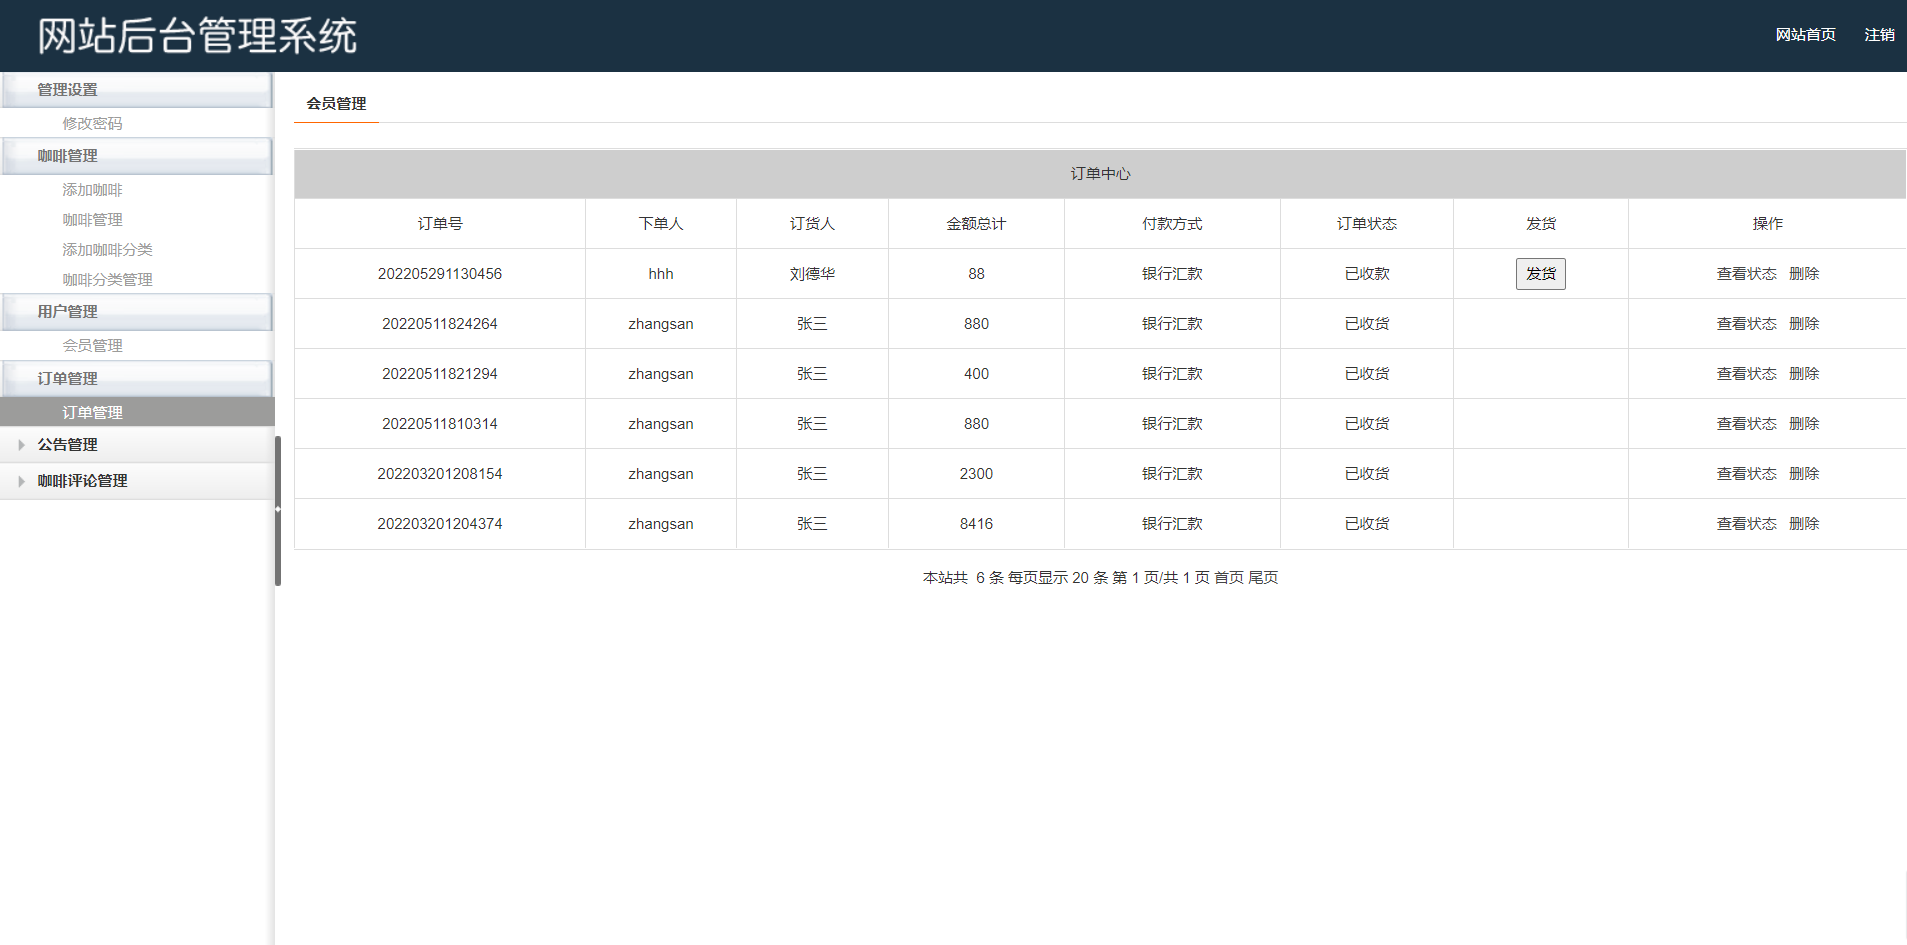 网站后台管理系统
网站首页 注销
管理设置
修改密码
咖啡管理
添加咖啡
咖啡管理
添加咖啡分类
咖啡分类管理
用户管理
会员管理
订单管理
订单管理
公告管理
咖啡评论管理
会员管理
订单中心
订单号 下单人 订货人 金额总计 付款方式 订单状态 发货 操作
202205291130456 hhh 刘德华 88 银行汇款 已收款 发货 查看状态 删除
20220511824264 zhangsan 张三 880 银行汇款 已收货 查看状态 删除
20220511821294 zhangsan 张三 400 银行汇款 已收货 查看状态 删除
20220511810314 zhangsan 张三 880 银行汇款 已收货 查看状态 删除
202203201208154 zhangsan 张三 2300 银行汇款 已收货 查看状态 删除
202203201204374 zhangsan 张三 8416 银行汇款 已收货 查看状态 删除
本站共 6 条 每页显示 20 条 第 1 页/共 1 页 首页 尾页